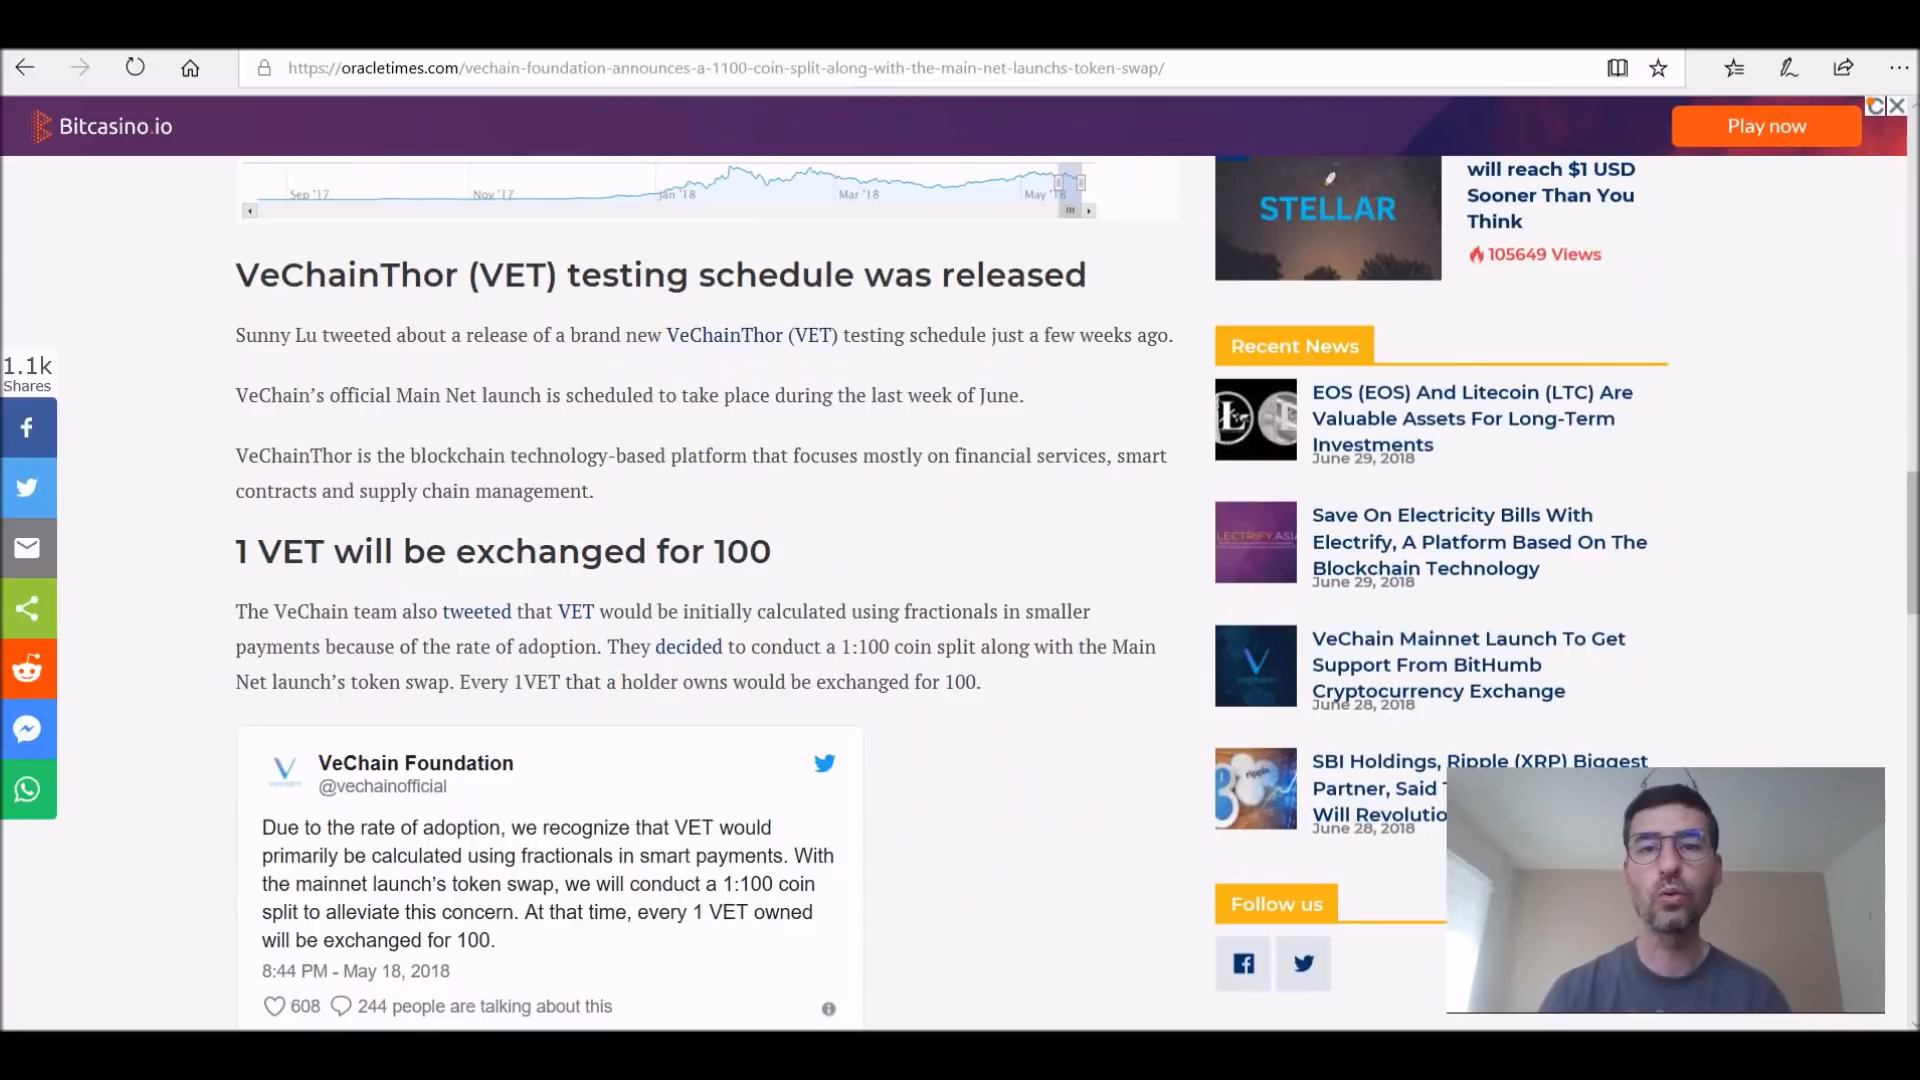 https://oracletimes.com/vechain-foundation-announces-a-1100-coin-split-along-with-the-main-net-launchs-token-swap/
Bitcasino.io
Play now
Sep '17
Nov '17
Jan '18
Mar '18
May '18
VeChainThor (VET) testing schedule was released
Sunny Lu tweeted about a release of a brand new VeChainThor (VET) testing schedule just a few weeks ago.
VeChain's official Main Net launch is scheduled to take place during the last week of June.
VeChainThor is the blockchain technology-based platform that focuses mostly on financial services, smart
contracts and supply chain management.
1 VET will be exchanged for 100
The VeChain team also tweeted that VET would be initially calculated using fractionals in smaller
payments because of the rate of adoption. They decided to conduct a 1:100 coin split along with the Main
Net launch's token swap. Every 1VET that a holder owns would be exchanged for 100.
VeChain Foundation
@vechainofficial
Due to the rate of adoption, we recognize that VET would
primarily be calculated using fractionals in smart payments. With
the mainnet launch's token swap, we will conduct a 1:100 coin
split to alleviate this concern. At that time, every 1 VET owned
will be exchanged for 100.
8:44 PM - May 18, 2018
608
244 people are talking about this
1.1k
Shares
STELLAR
will reach $1 USD
Sooner Than You
Think
105649 Views
Recent News
EOS (EOS) And Litecoin (LTC) Are
Valuable Assets For Long-Term
Investments
June 29, 2018
LECTRIFY.ASI
Save On Electricity Bills With
Electrify, A Platform Based On The
Blockchain Technology
June 29, 2018
VeChain Mainnet Launch To Get
Support From BitHumb
Cryptocurrency Exchange
June 28, 2018
ripple
SBI Holdings, Ripple (XRP) Biggest
Partner, Said
Will Revolutio
June 28, 2018
Follow us